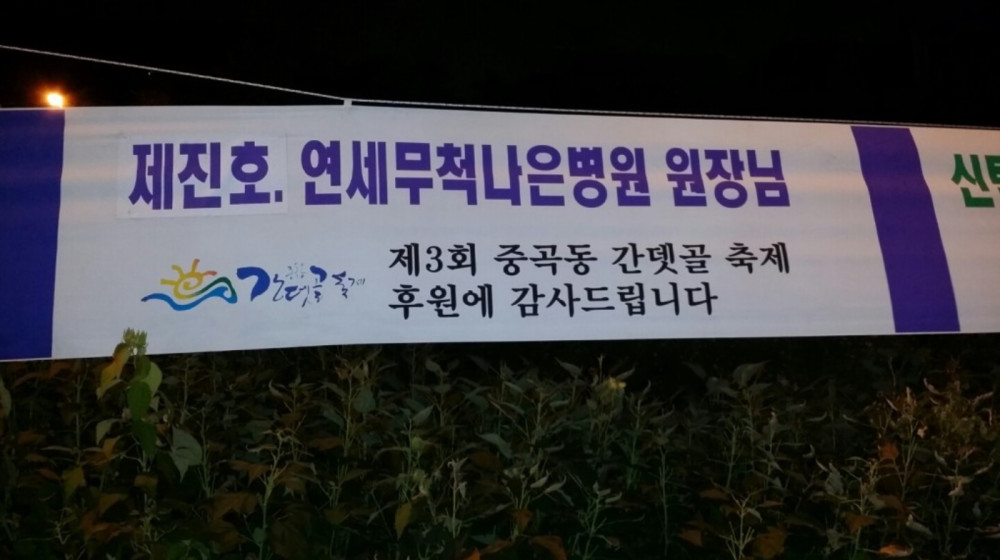 제진호. 연세무척나은병원 원장님
제3회 중곡동 간뎃골 축제
후원에 감사드립니다
간뎃골 축제
신